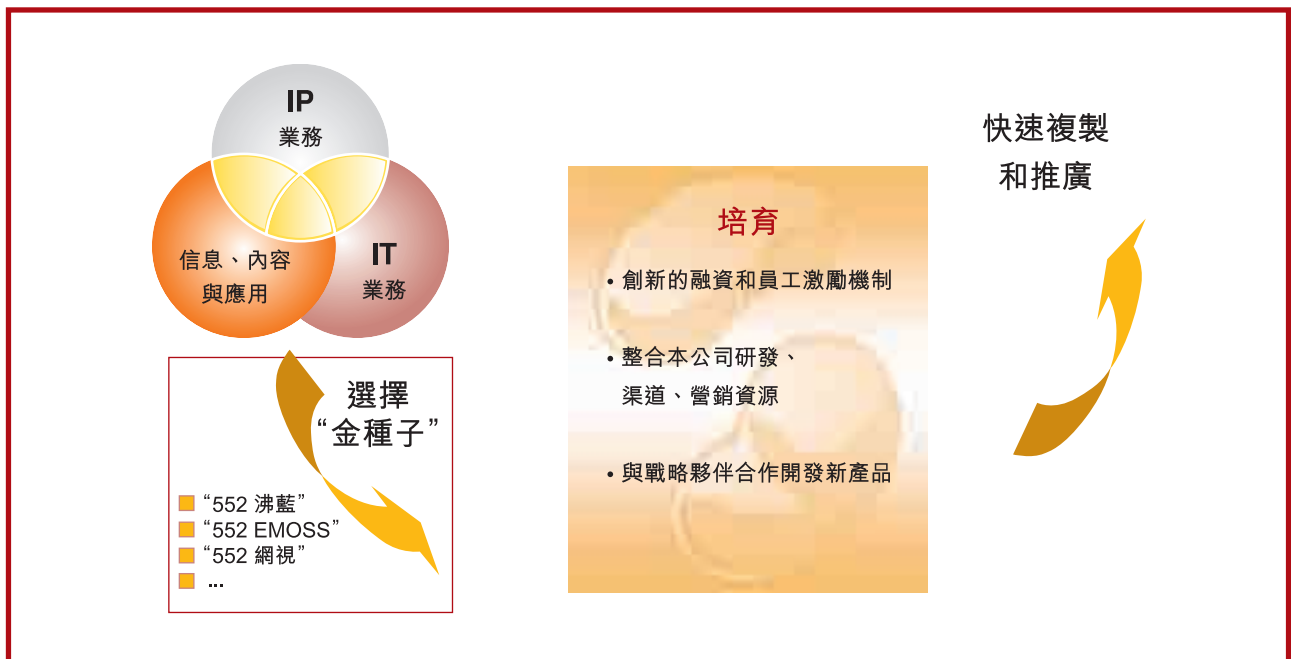 IP
業務
信息、內容
與應用
IT
業務
選擇
“金種子”
“552 沸藍”
“552 EMOSS”
“552 網視”
...
培育
• 創新的融資和員工激勵機制
• 整合本公司研發、
渠道、營銷資源
• 與戰略夥伴合作開發新產品
快速複製
和推廣